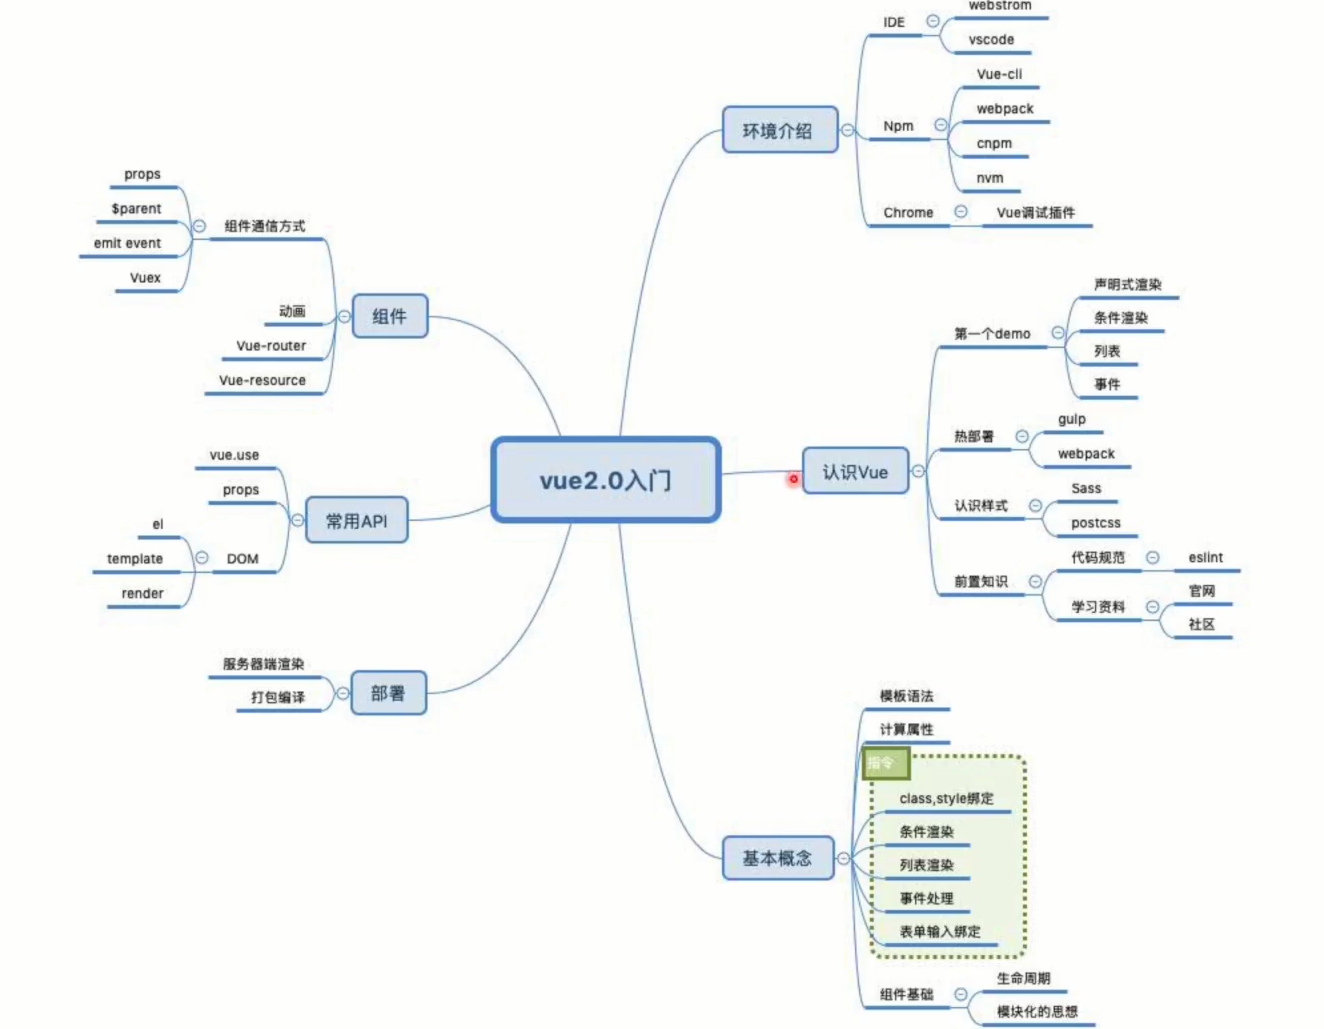 vue2.0入门
环境介绍
IDE
webstrom
vscode
Npm
Vue-cli
webpack
cnpm
nvm
Chrome
Vue调试插件
认识Vue
第一个demo
声明式渲染
条件渲染
列表
事件
热部署
gulp
webpack
认识样式
Sass
postcss
前置知识
代码规范
eslint
学习资料
官网
社区
基本概念
模板语法
计算属性
指令
class,style绑定
条件渲染
列表渲染
事件处理
表单输入绑定
组件基础
生命周期
模块化的思想
组件
组件通信方式
props
$parent
emit event
Vuex
动画
Vue-router
Vue-resource
常用API
vue.use
props
DOM
el
template
render
部署
服务器端渲染
打包编译